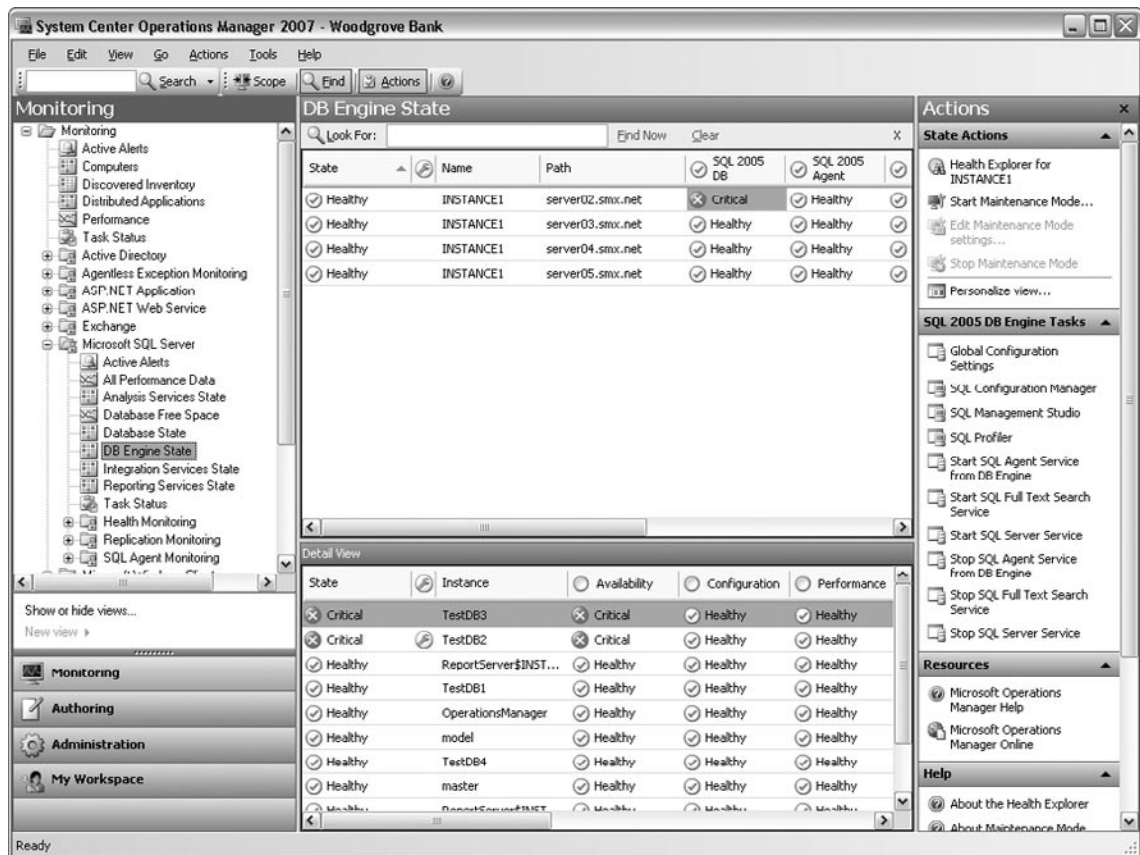 System Center Operations Manager 2007 - Woodgrove Bank
File Edit View Go Actions Tools Help
Search Scope Find Actions
Monitoring
Monitoring
Active Alerts
Computers
Discovered Inventory
Distributed Applications
Performance
Task Status
Active Directory
Agentless Exception Monitoring
ASP.NET Application
ASP.NET Web Service
Exchange
Microsoft SQL Server
Active Alerts
All Performance Data
Analysis Services State
Database Free Space
Database State
DB Engine State
Integration Services State
Reporting Services State
Task Status
Health Monitoring
Replication Monitoring
SQL Agent Monitoring
Show or hide views...
New view
Monitoring
Authoring
Administration
My Workspace
DB Engine State
Look For: Find Now Clear X
State Name Path SQL 2005 DB SQL 2005 Agent
Healthy INSTANCE1 server02.smx.net Critical Healthy
Healthy INSTANCE1 server03.smx.net Healthy Healthy
Healthy INSTANCE1 server04.smx.net Healthy Healthy
Healthy INSTANCE1 server05.smx.net Healthy Healthy
Detail View
State Instance Availability Configuration Performance
Critical TestDB3 Critical Healthy Healthy
Critical TestDB2 Critical Healthy Healthy
Healthy ReportServer$INST... Healthy Healthy Healthy
Healthy TestDB1 Healthy Healthy Healthy
Healthy OperationsManager Healthy Healthy Healthy
Healthy model Healthy Healthy Healthy
Healthy TestDB4 Healthy Healthy Healthy
Healthy master Healthy Healthy Healthy
Healthy ReportServer$INST Healthy Healthy Healthy
Actions x
State Actions
Health Explorer for
INSTANCE1
Start Maintenance Mode...
Edit Maintenance Mode
settings...
Stop Maintenance Mode
Personalize view...
SQL 2005 DB Engine Tasks
Global Configuration
Settings
SQL Configuration Manager
SQL Management Studio
SQL Profiler
Start SQL Agent Service
from DB Engine
Start SQL Full Text Search
Service
Start SQL Server Service
Stop SQL Agent Service
from DB Engine
Stop SQL Full Text Search
Service
Stop SQL Server Service
Resources
Microsoft Operations
Manager Help
Microsoft Operations
Manager Online
Help
About the Health Explorer
About Maintenance Mode
Ready